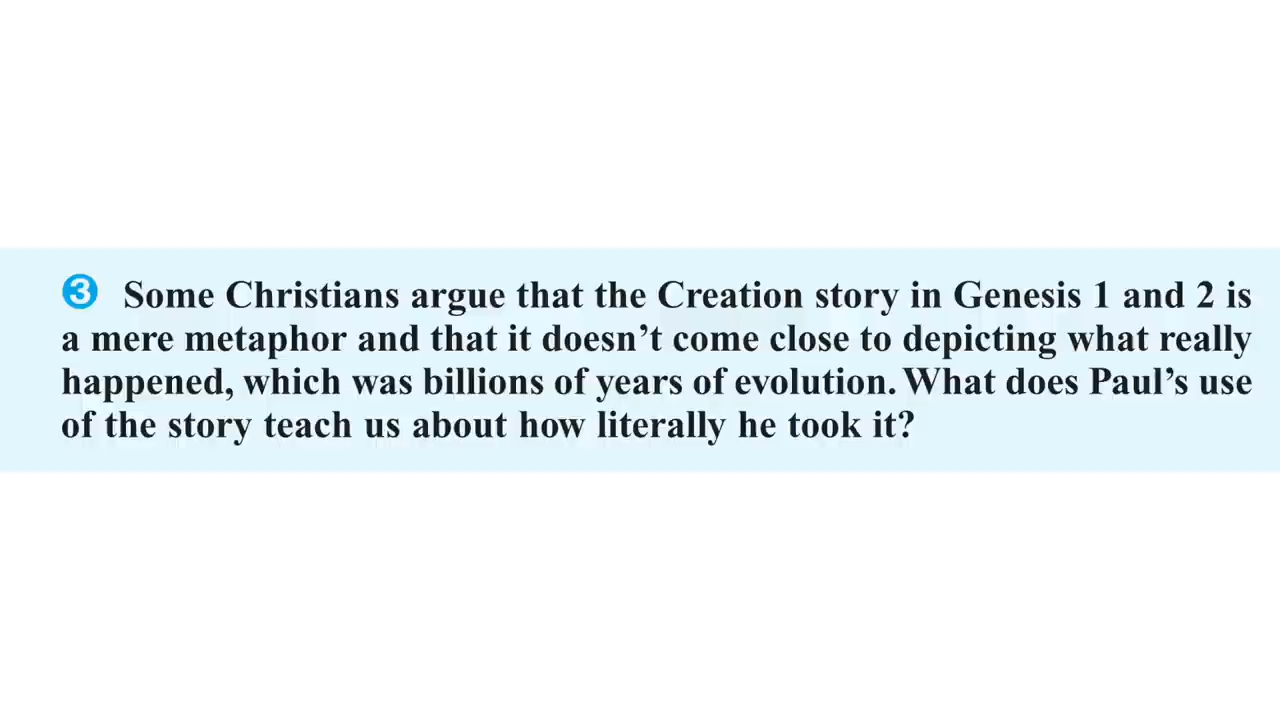 3 Some Christians argue that the Creation story in Genesis 1 and 2 is
a mere metaphor and that it doesn’t come close to depicting what really
happened, which was billions of years of evolution. What does Paul’s use
of the story teach us about how literally he took it?